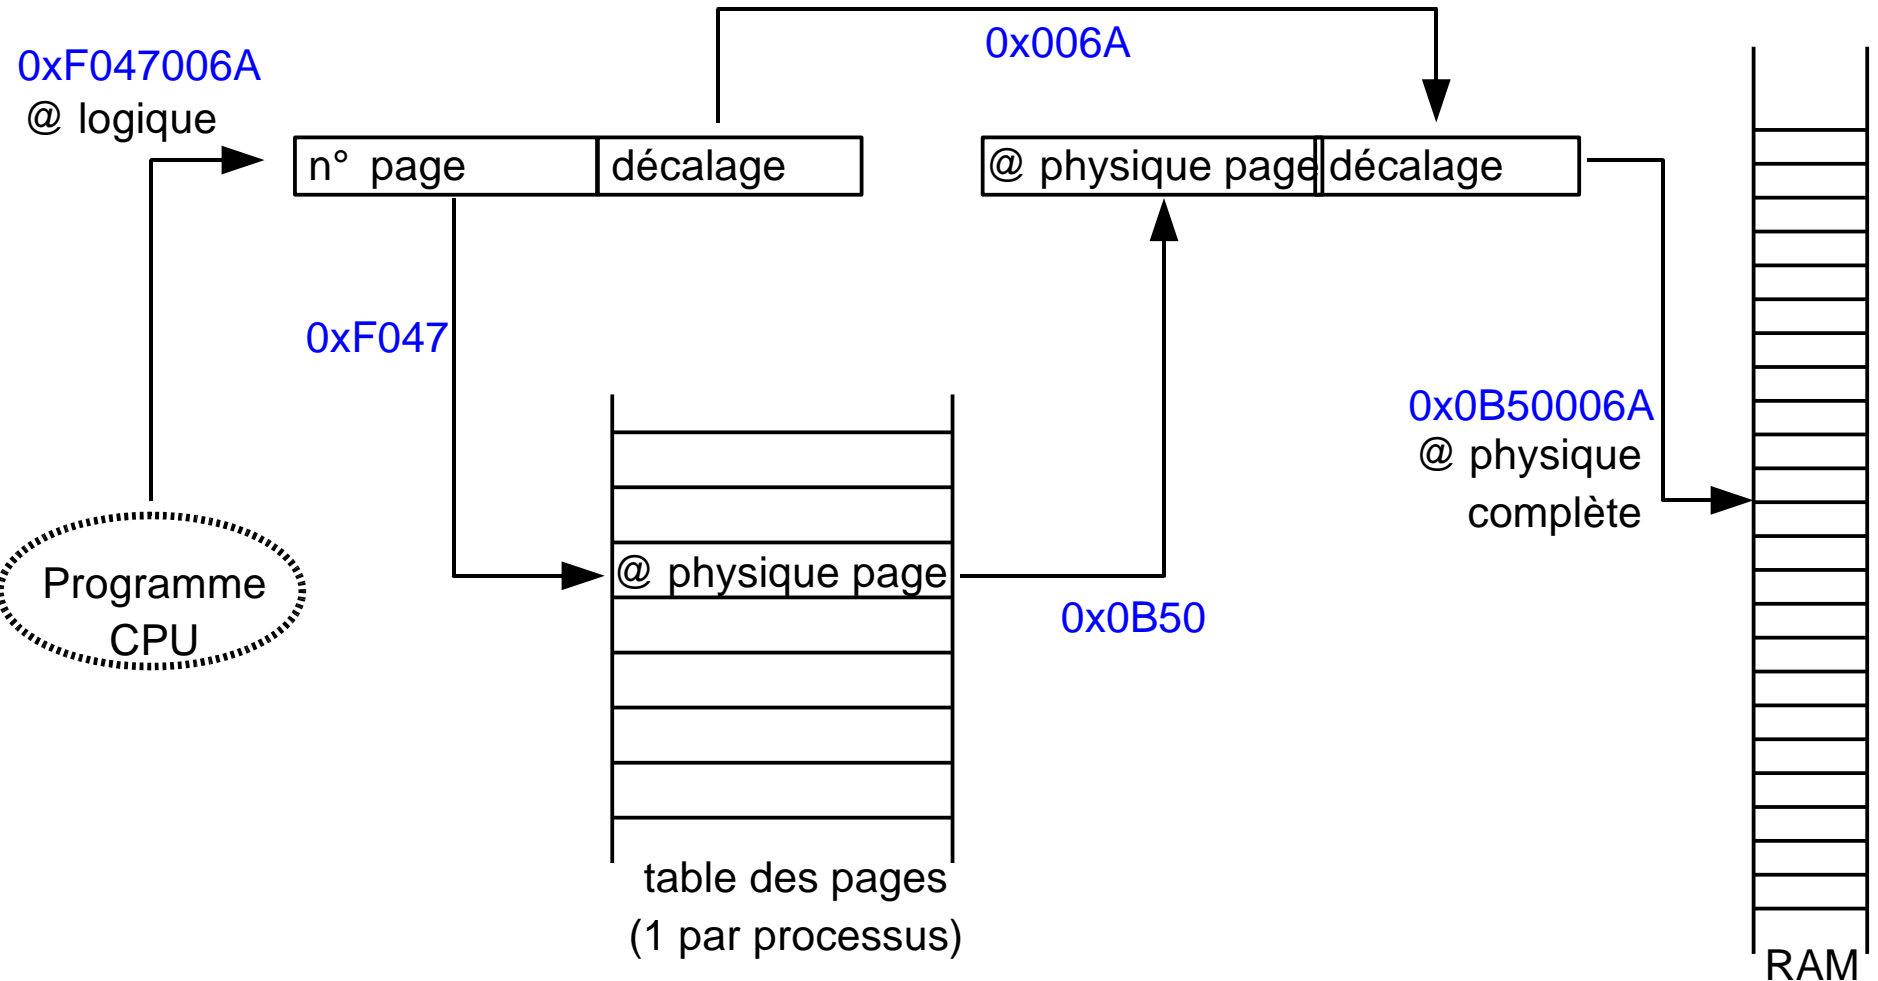 0xF047006A
@ logique
0x006A
n° page
décalage
@ physique page
décalage
0xF047
0x0B50006A
@ physique
complète
Programme
CPU
@ physique page
0x0B50
table des pages
(1 par processus)
RAM